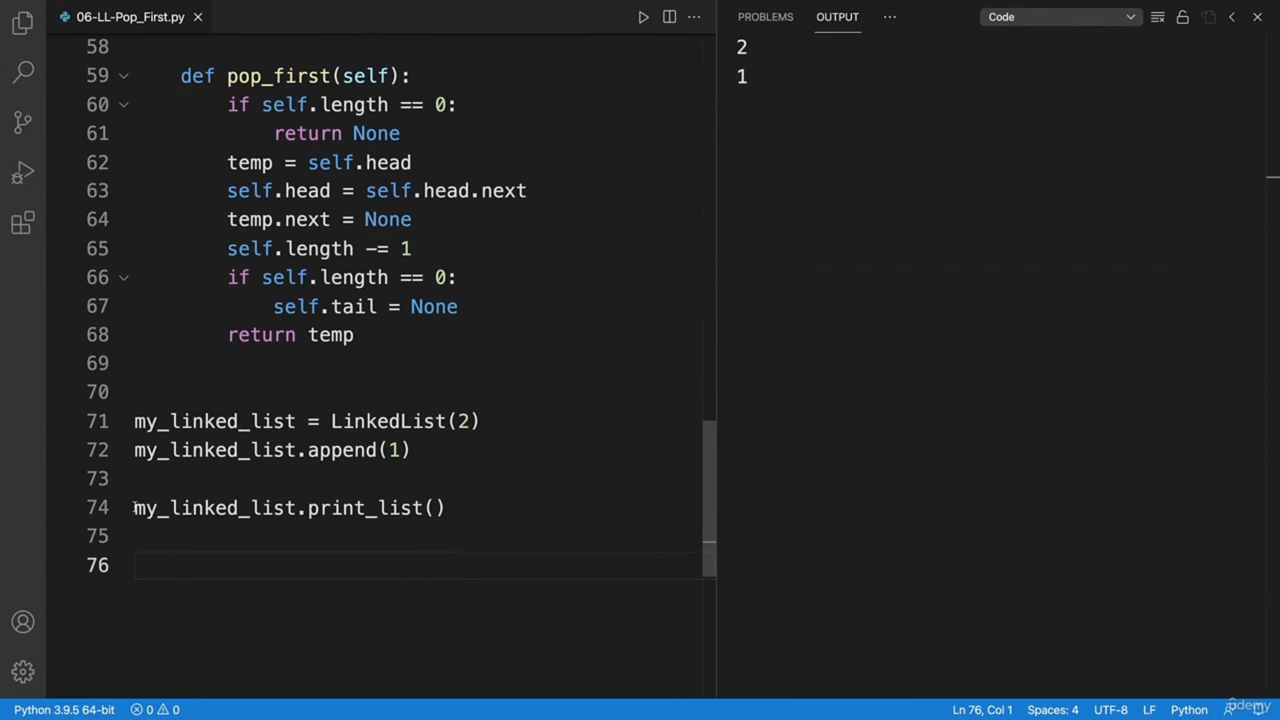 06-LL-Pop_First.py
PROBLEMS OUTPUT
Code
58
59 def pop_first(self):
60 if self.length == 0:
61 return None
62 temp = self.head
63 self.head = self.head.next
64 temp.next = None
65 self.length -= 1
66 if self.length == 0:
67 self.tail = None
68 return temp
69
70
71 my_linked_list = LinkedList(2)
72 my_linked_list.append(1)
73
74 my_linked_list.print_list()
75
76
2
1
Python 3.9.5 64-bit 0 0 Ln 76, Col 1 Spaces: 4 UTF-8 LF Python
udemy